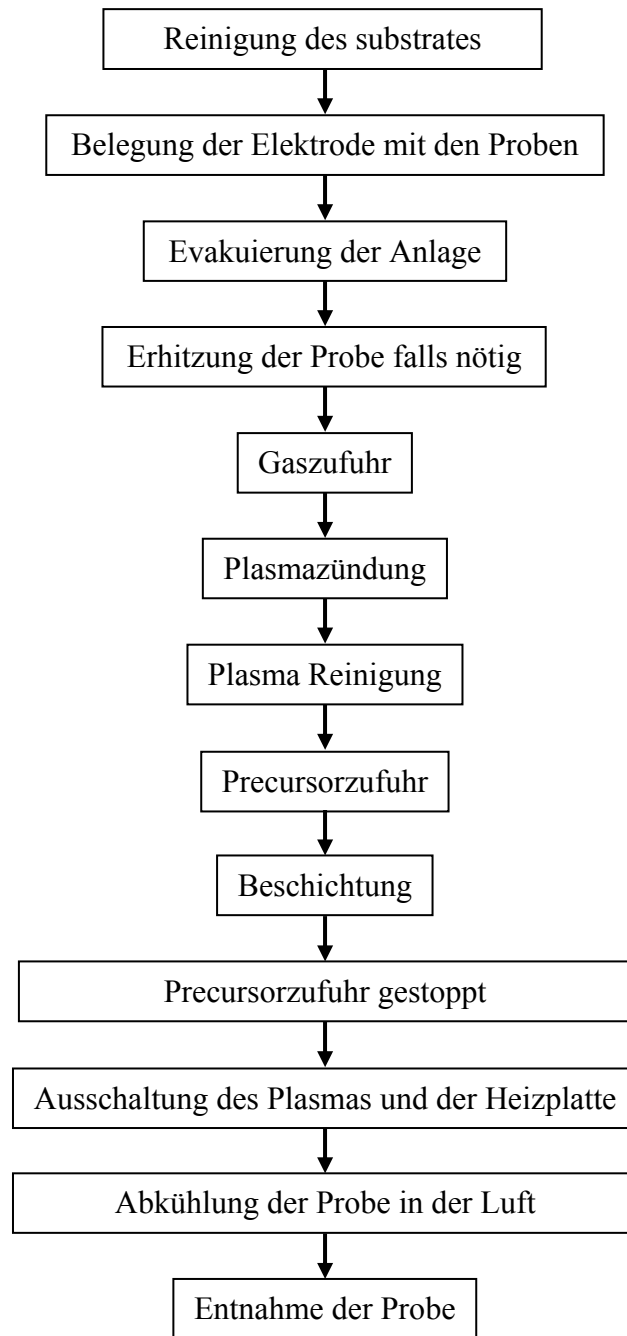 Reinigung des substrates
Belegung der Elektrode mit den Proben
Evakuierung der Anlage
Erhitzung der Probe falls nötig
Gaszufuhr
Plasmazündung
Plasma Reinigung
Precursorzufuhr
Beschichtung
Precursorzufuhr gestoppt
Ausschaltung des Plasmas und der Heizplatte
Abkühlung der Probe in der Luft
Entnahme der Probe